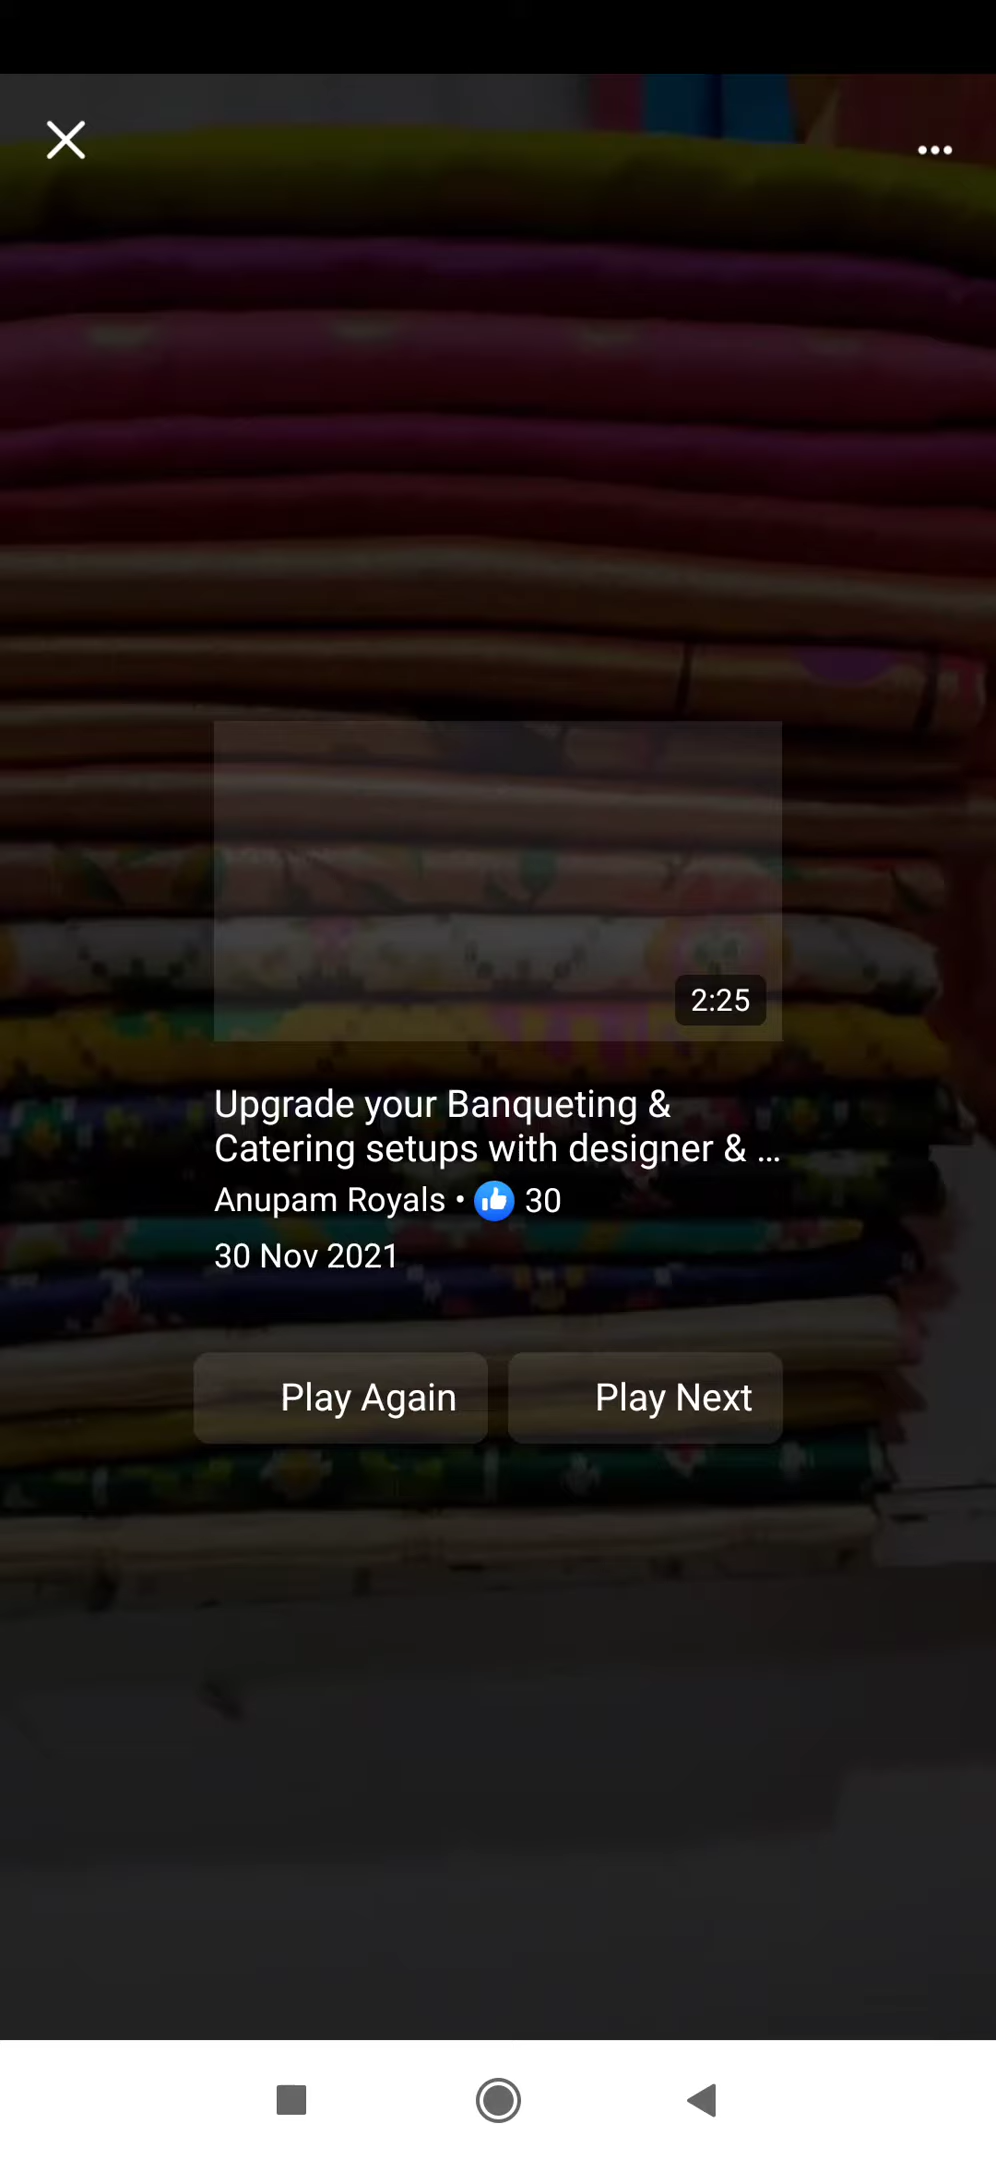 2:25
Upgrade your Banqueting &
Catering setups with designer & ...
Anupam Royals • 30
30 Nov 2021
Play Again
Play Next